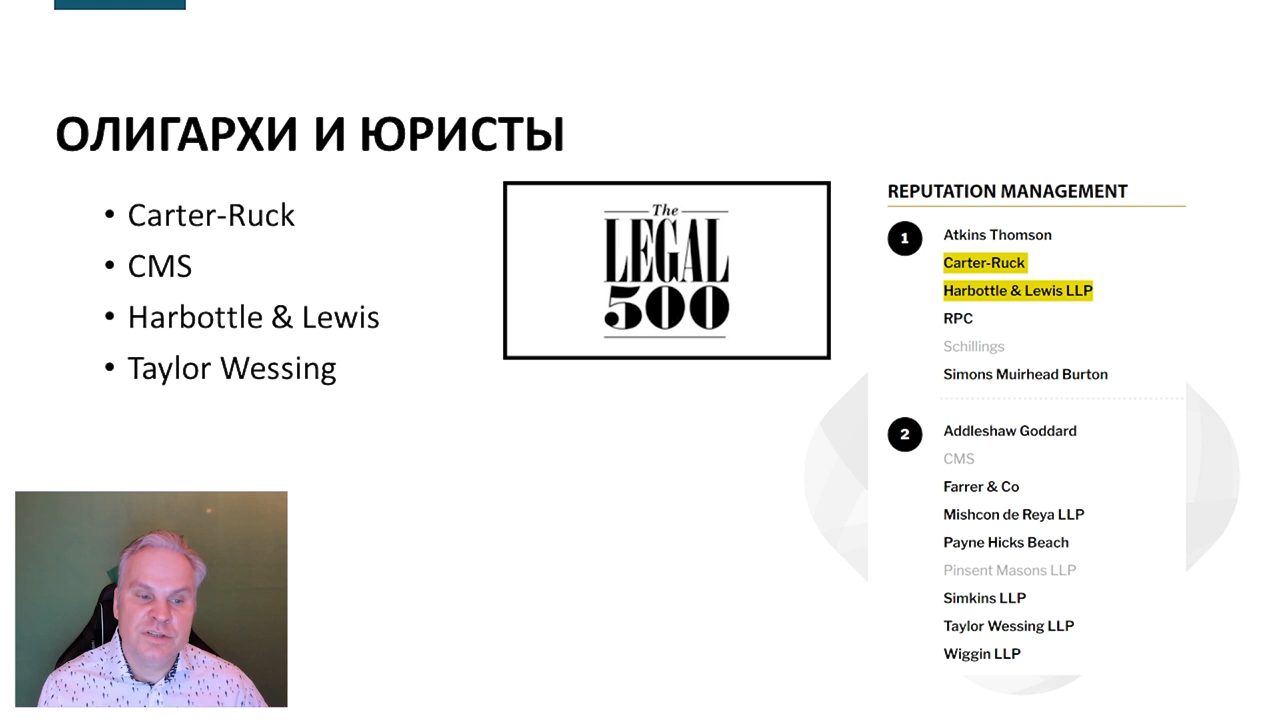 ОЛИГАРХИ И ЮРИСТЫ
• Carter-Ruck
• CMS
• Harbottle & Lewis
• Taylor Wessing
The
LEGAL
500
REPUTATION MANAGEMENT
1
Atkins Thomson
Carter-Ruck
Harbottle & Lewis LLP
RPC
Schillings
Simons Muirhead Burton
2
Addleshaw Goddard
CMS
Farrer & Co
Mishcon de Reya LLP
Payne Hicks Beach
Pinsent Masons LLP
Simkins LLP
Taylor Wessing LLP
Wiggin LLP